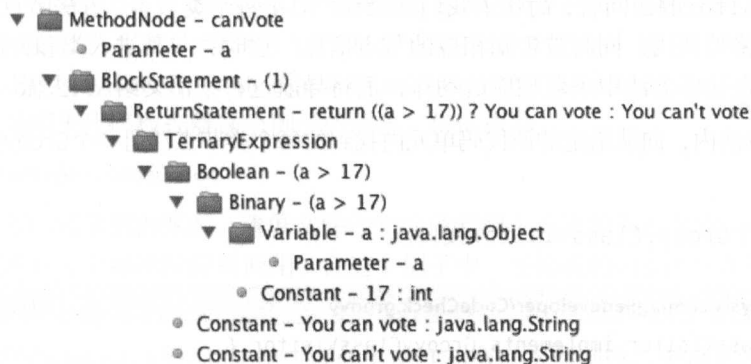 MethodNode - canVote
Parameter - a
BlockStatement - (1)
ReturnStatement - return ((a > 17)) ? You can vote : You can't vote
TernaryExpression
Boolean - (a > 17)
Binary - (a > 17)
Variable - a : java.lang.Object
Parameter - a
Constant - 17 : int
Constant - You can vote : java.lang.String
Constant - You can't vote : java.lang.String